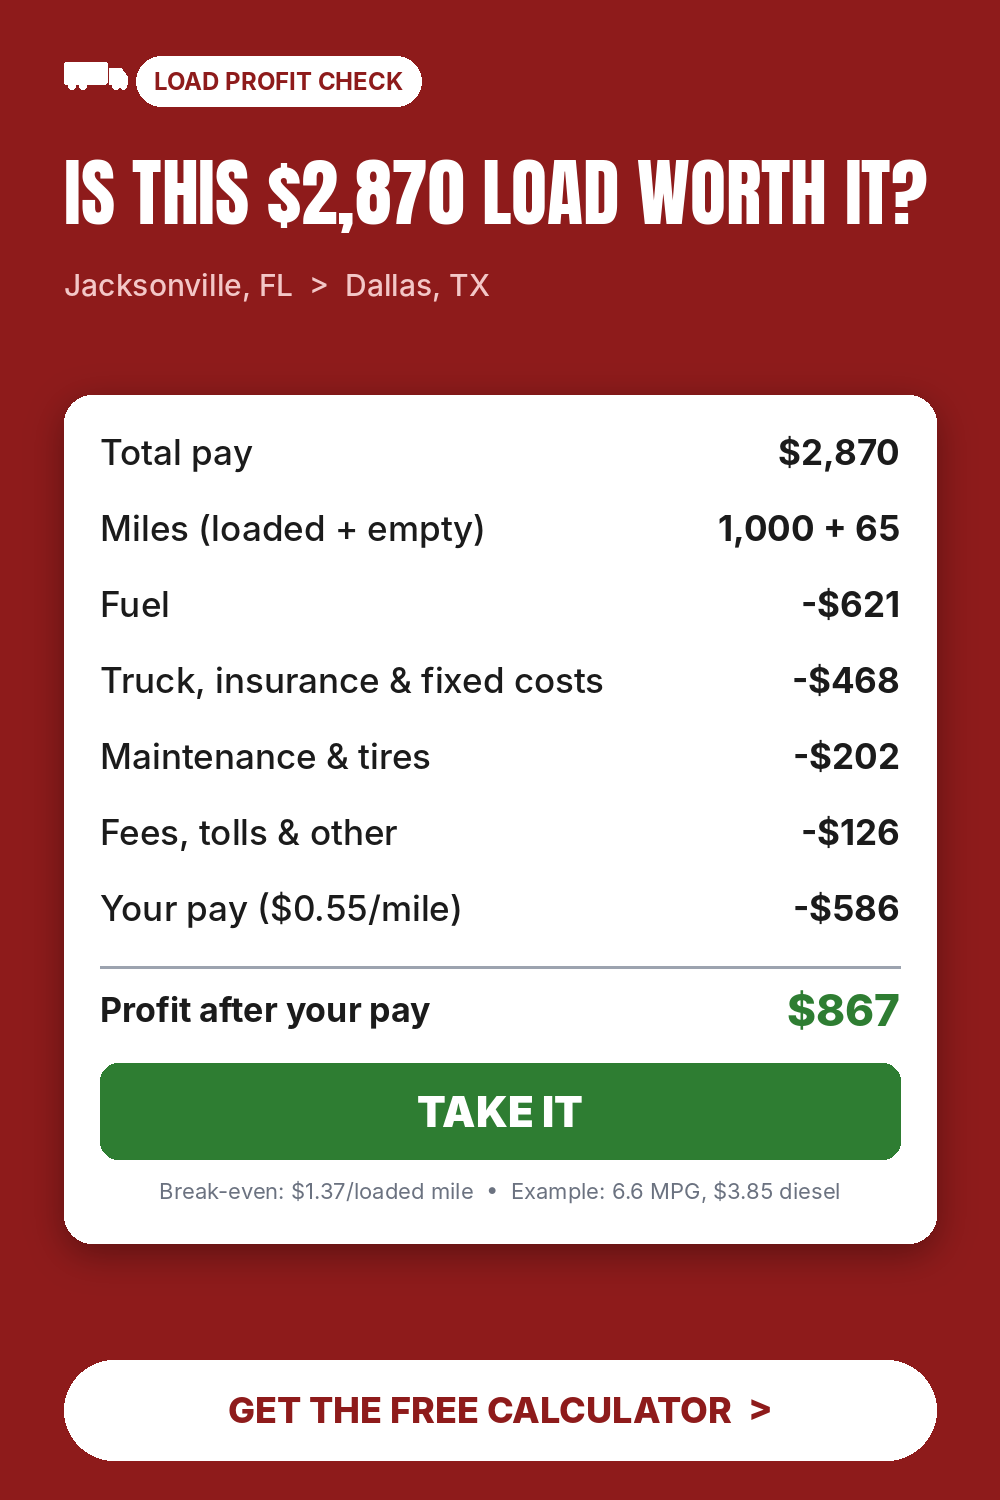 LOAD PROFIT CHECK
IS THIS $2,870 LOAD WORTH IT?
Jacksonville, FL > Dallas, TX
Total pay $2,870
Miles (loaded + empty) 1,000 + 65
Fuel -$621
Truck, insurance & fixed costs -$468
Maintenance & tires -$202
Fees, tolls & other -$126
Your pay ($0.55/mile) -$586
Profit after your pay $867
TAKE IT
Break-even: $1.37/loaded mile • Example: 6.6 MPG, $3.85 diesel
GET THE FREE CALCULATOR >